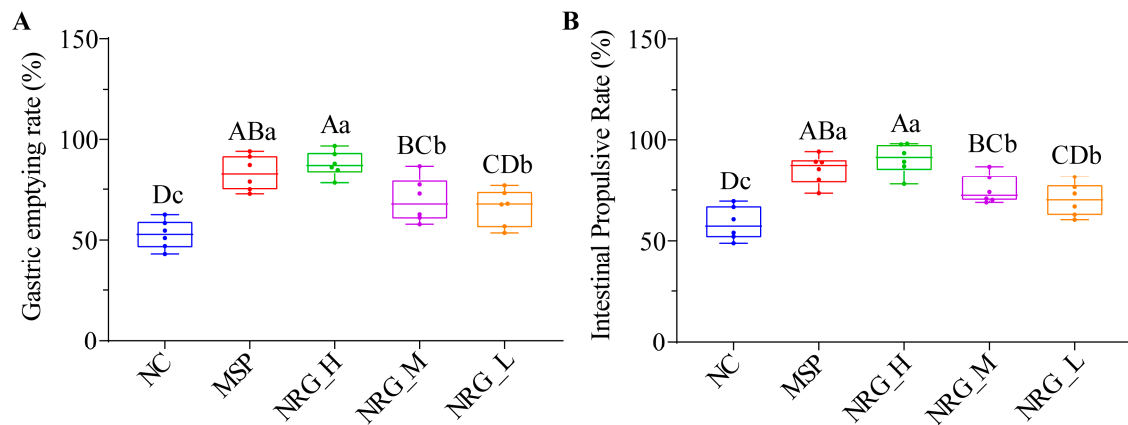 A
Gastric emptying rate (%)
150
100
50
0
Dc
ABa
Aa
BCb
CDb
NC
MSP
NRG_H
NRG_M
NRG_L
B
Intestinal Propulsive Rate (%)
150
100
50
0
Dc
ABa
Aa
BCb
CDb
NC
MSP
NRG_H
NRG_M
NRG_L